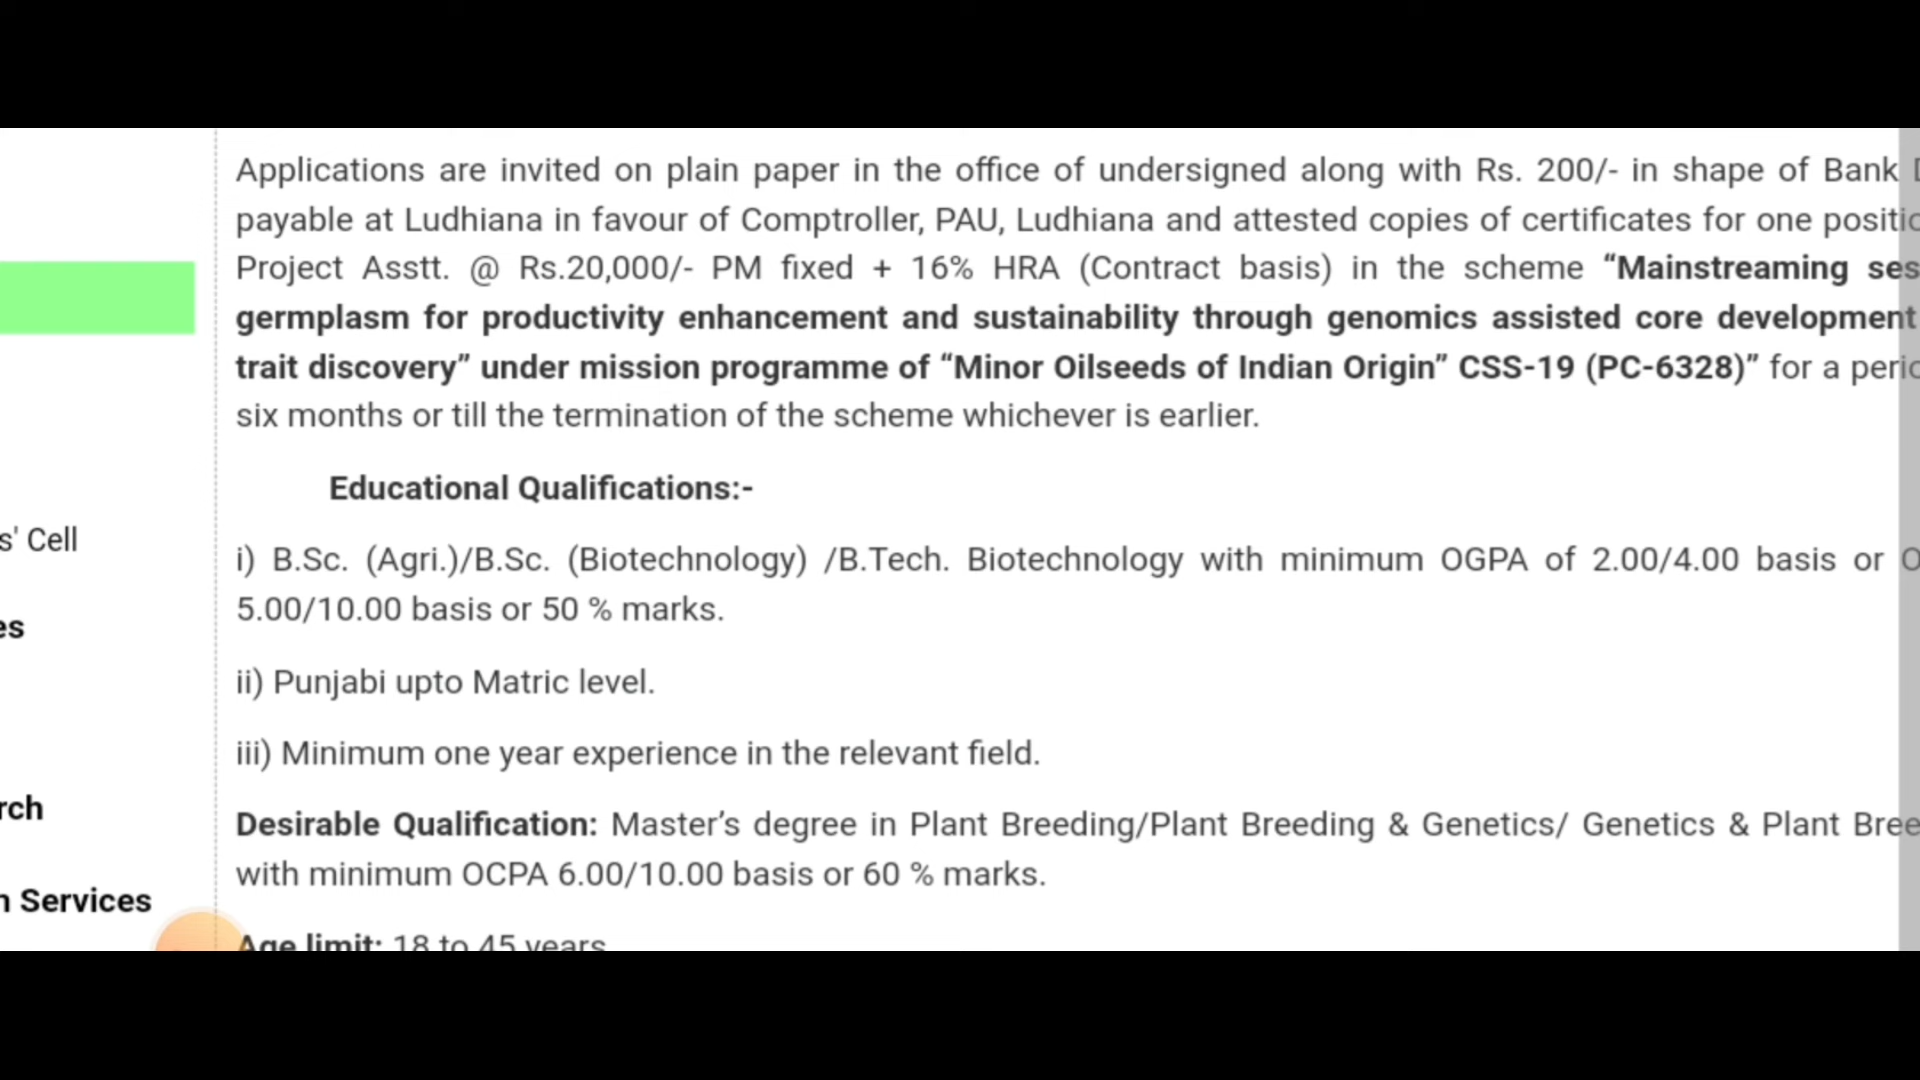 Applications are invited on plain paper in the office of undersigned along with Rs. 200/- in shape of Bank
payable at Ludhiana in favour of Comptroller, PAU, Ludhiana and attested copies of certificates for one
Project Asstt. @ Rs.20,000/- PM fixed + 16% HRA (Contract basis) in the scheme “Mainstreaming
germplasm for productivity enhancement and sustainability through genomics assisted core development
trait discovery” under mission programme of “Minor Oilseeds of Indian Origin” CSS-19 (PC-6328)” for a
six months or till the termination of the scheme whichever is earlier.
Educational Qualifications:-
s' Cell
i) B.Sc. (Agri.)/B.Sc. (Biotechnology) /B.Tech. Biotechnology with minimum OGPA of 2.00/4.00 basis or
5.00/10.00 basis or 50 % marks.
es
ii) Punjabi upto Matric level.
iii) Minimum one year experience in the relevant field.
rch
Desirable Qualification: Master’s degree in Plant Breeding/Plant Breeding & Genetics/ Genetics & Plant
with minimum OCPA 6.00/10.00 basis or 60 % marks.
n Services
Age limit: 18 to 45 years